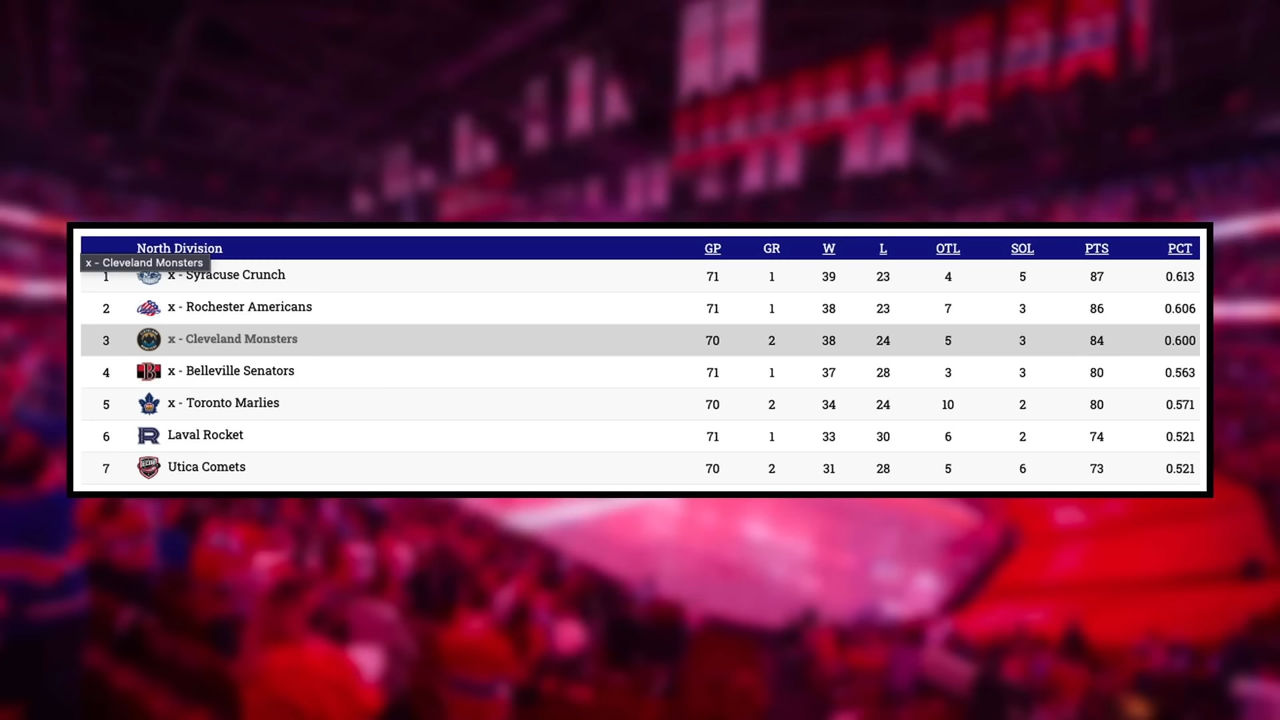 North Division GP GR W L OTL SOL PTS PCT
x - Cleveland Monsters
1 x - Syracuse Crunch 71 1 39 23 4 5 87 0.613
2 x - Rochester Americans 71 1 38 23 7 3 86 0.606
3 x - Cleveland Monsters 70 2 38 24 5 3 84 0.600
4 x - Belleville Senators 71 1 37 28 3 3 80 0.563
5 x - Toronto Marlies 70 2 34 24 10 2 80 0.571
6 Laval Rocket 71 1 33 30 6 2 74 0.521
7 Utica Comets 70 2 31 28 5 6 73 0.521